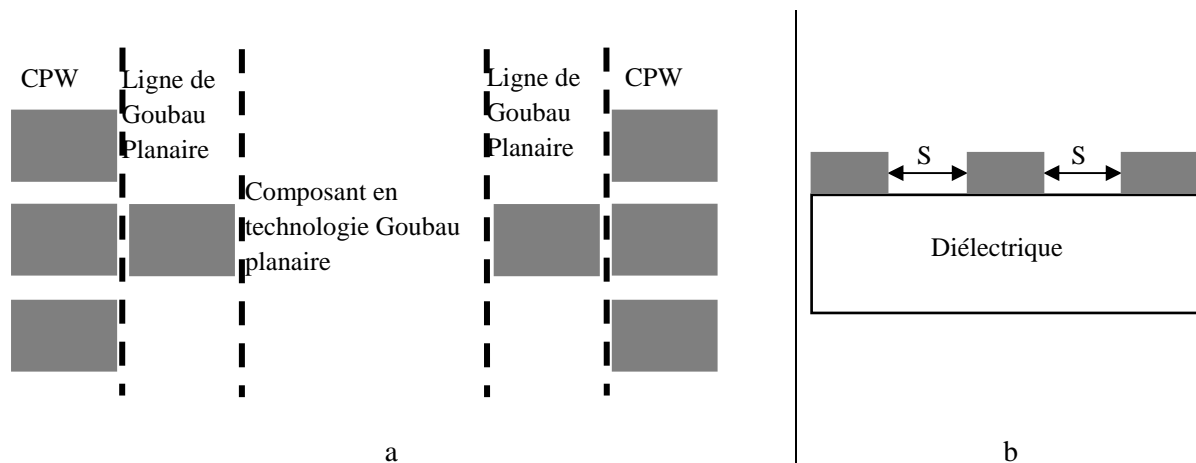 CPW
Ligne de
Goubau
Planaire
Composant en
technologie Goubau
planaire
Ligne de
Goubau
Planaire
CPW
a
S
S
Diélectrique
b